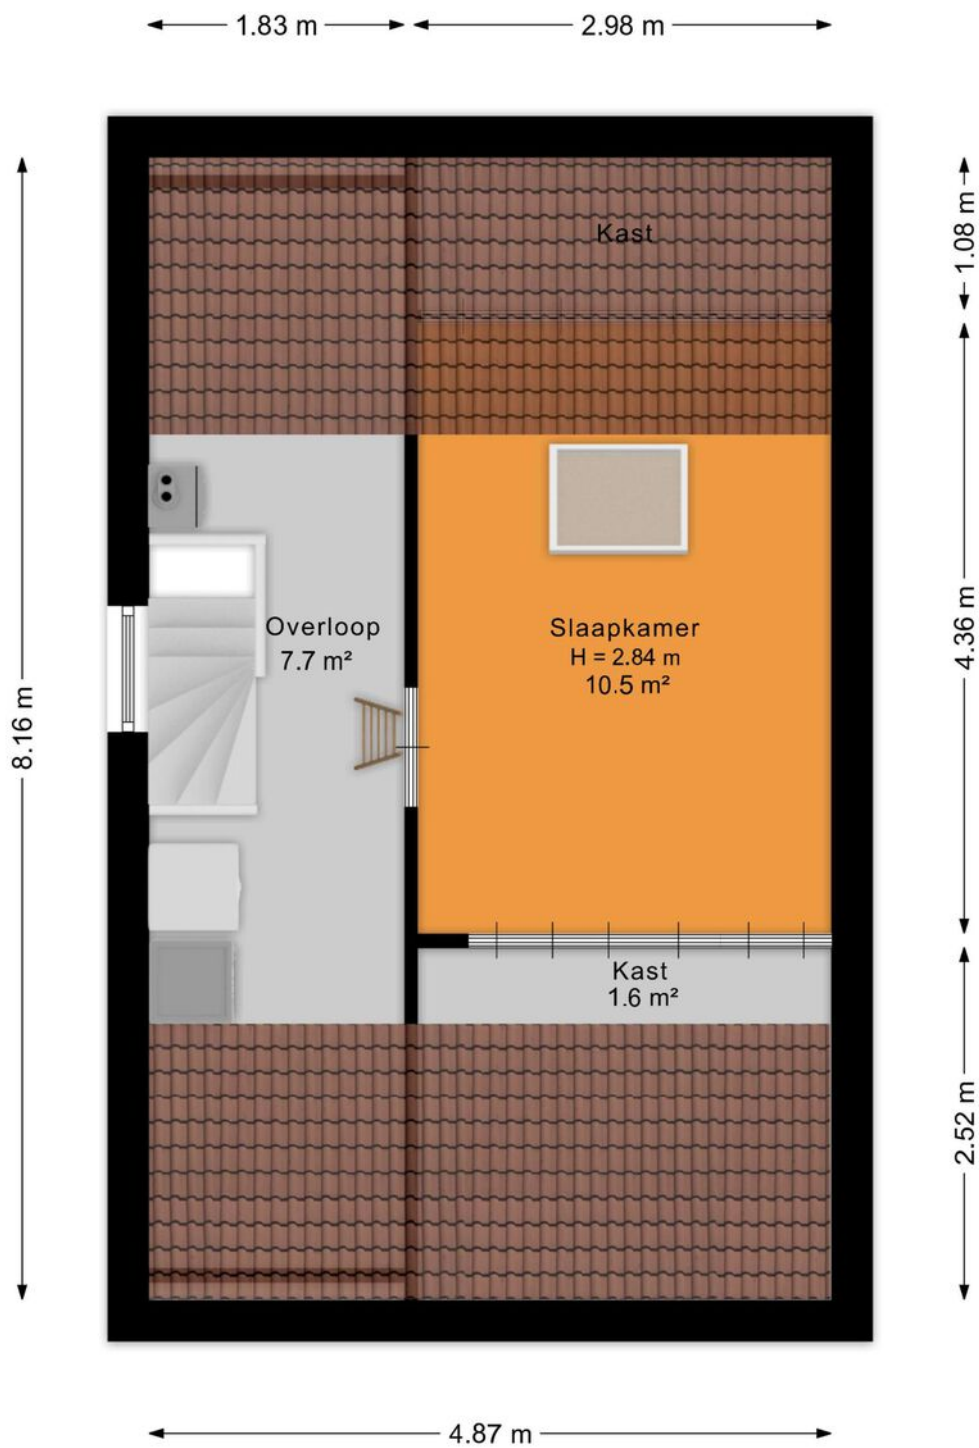 1.83 m
2.98 m
Kast
1.08 m
Overloop
7.7 m²
Slaapkamer
H = 2.84 m
10.5 m²
4.36 m
8.16 m
Kast
1.6 m²
2.52 m
4.87 m